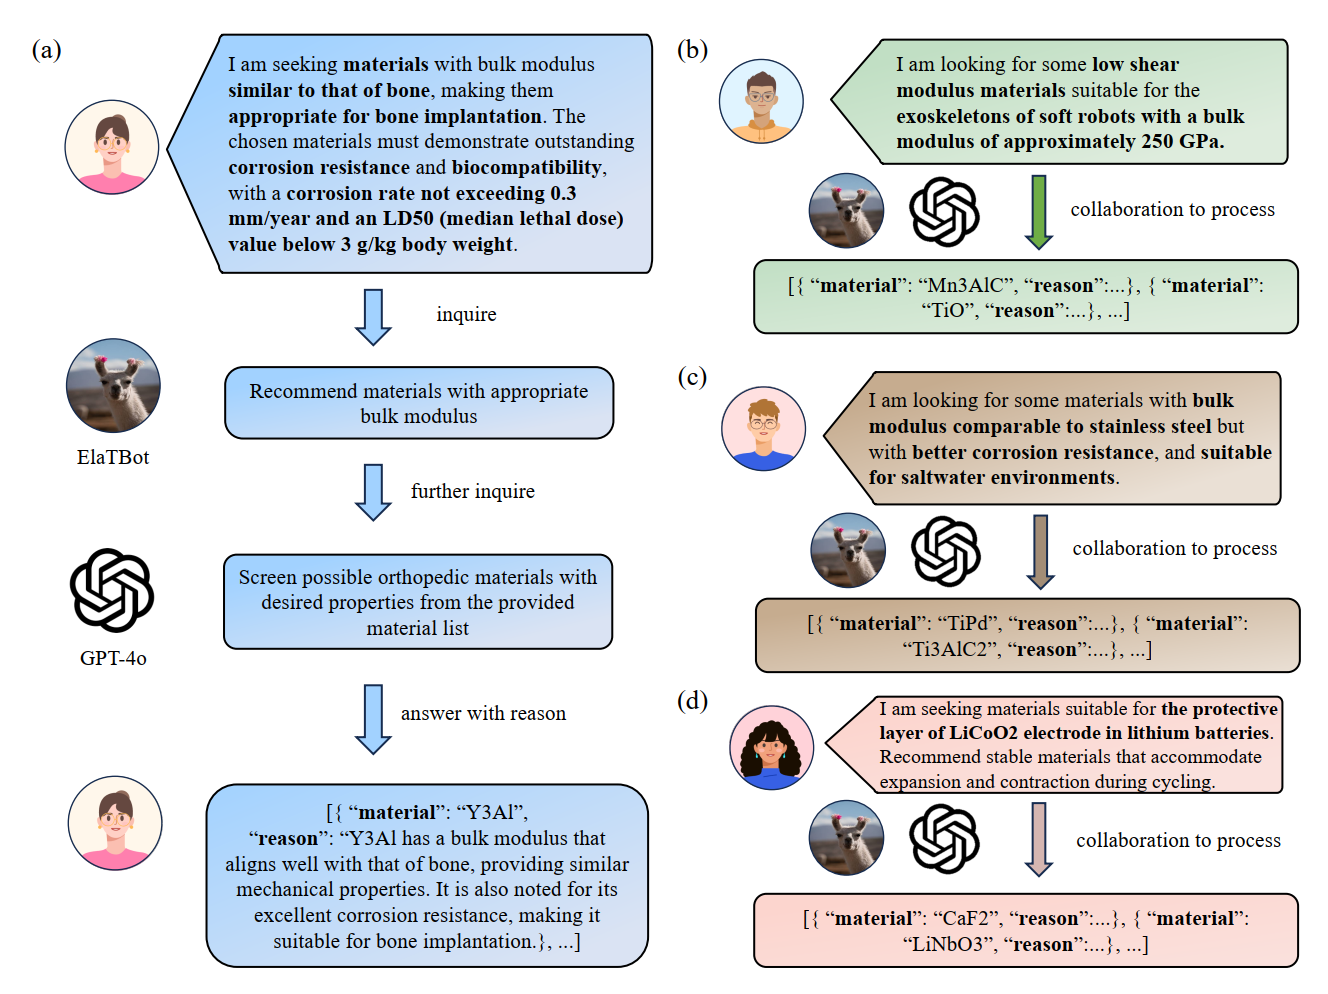 (a)
I am seeking materials with bulk modulus
similar to that of bone, making them
appropriate for bone implantation. The
chosen materials must demonstrate outstanding
corrosion resistance and biocompatibility,
with a corrosion rate not exceeding 0.3
mm/year and an LD50 (median lethal dose)
value below 3 g/kg body weight.
inquire
ElaTBot
Recommend materials with appropriate
bulk modulus
further inquire
GPT-4o
Screen possible orthopedic materials with
desired properties from the provided
material list
answer with reason
[{ “material”: “Y3Al”,
“reason”: “Y3Al has a bulk modulus that
aligns well with that of bone, providing similar
mechanical properties. It is also noted for its
excellent corrosion resistance, making it
suitable for bone implantation.}, ...]
(b)
I am looking for some low shear
modulus materials suitable for the
exoskeletons of soft robots with a bulk
modulus of approximately 250 GPa.
collaboration to process
[{ “material”: “Mn3AlC”, “reason”:...}, { “material”:
“TiO”, “reason”:...}, ...]
(c)
I am looking for some materials with bulk
modulus comparable to stainless steel but
with better corrosion resistance, and suitable
for saltwater environments.
collaboration to process
[{ “material”: “TiPd”, “reason”:...}, { “material”:
“Ti3AlC2”, “reason”:...}, ...]
(d)
I am seeking materials suitable for the protective
layer of LiCoO2 electrode in lithium batteries.
Recommend stable materials that accommodate
expansion and contraction during cycling.
collaboration to process
[{ “material”: “CaF2”, “reason”:...}, { “material”:
“LiNbO3”, “reason”:...}, ...]